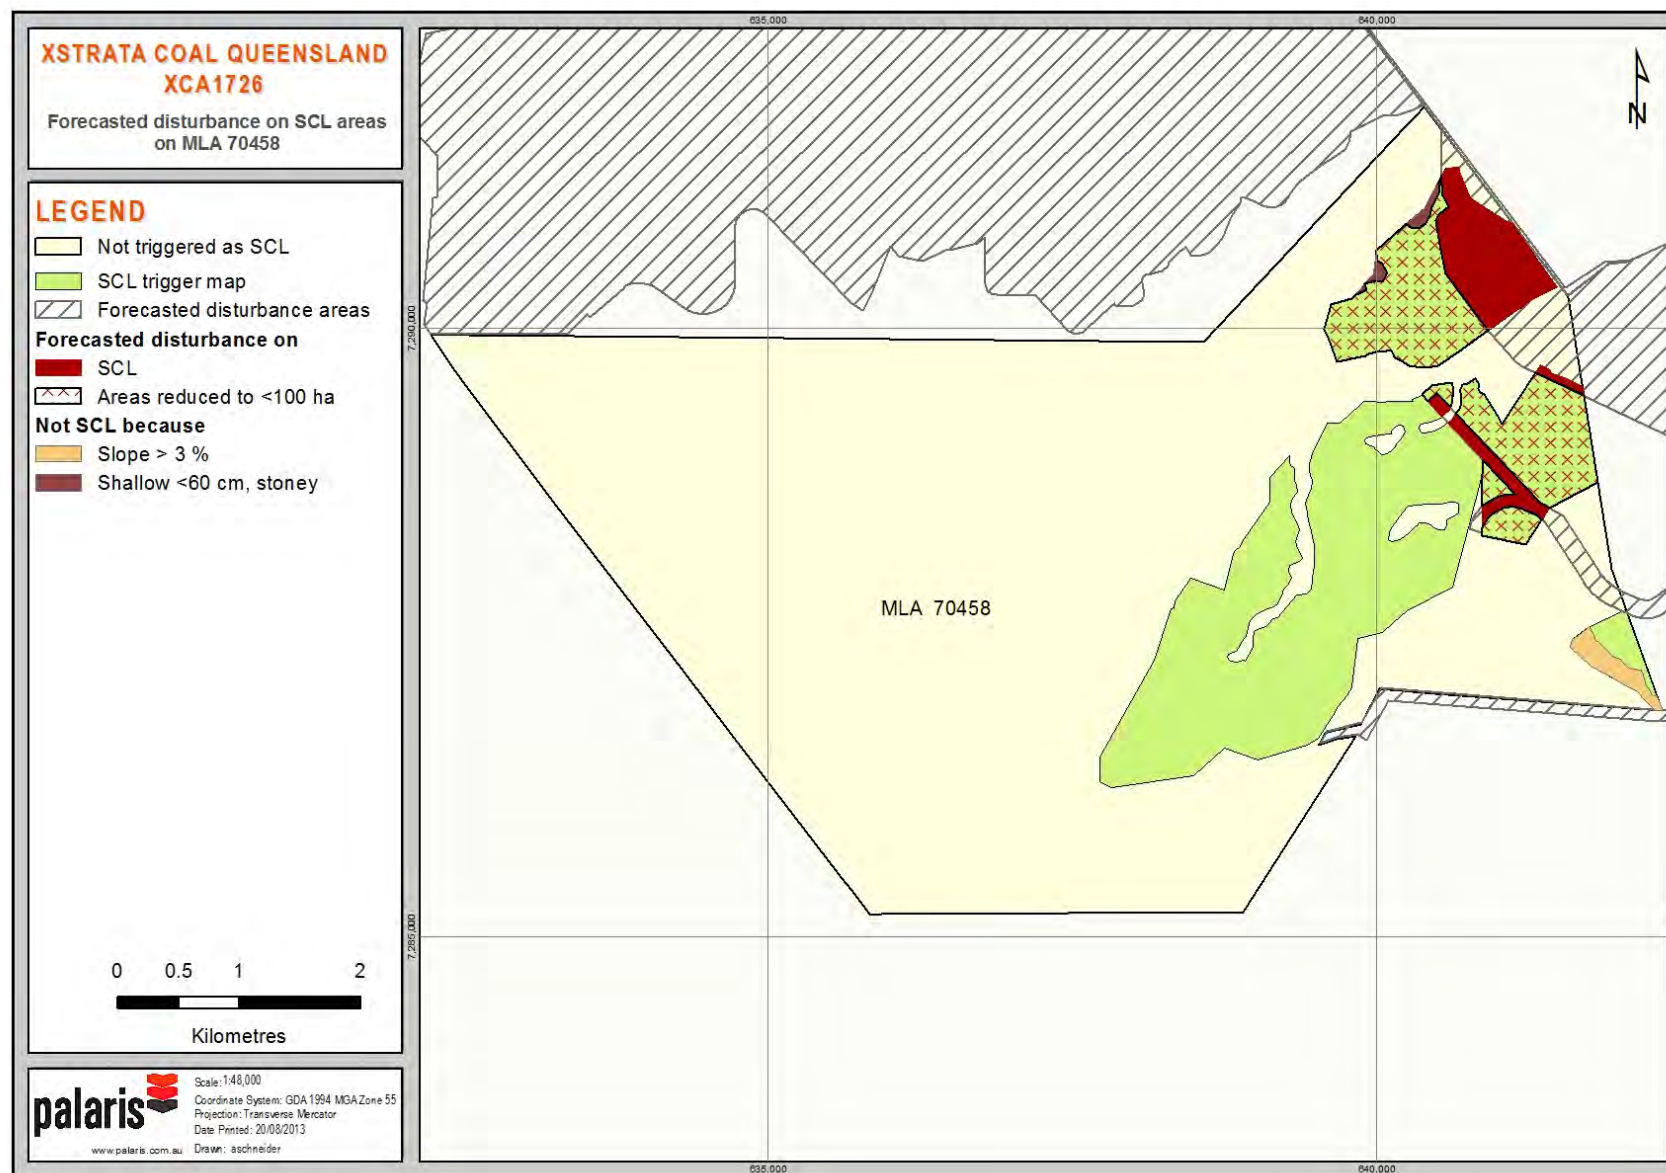 XSTRATA COAL QUEENSLAND
XCA1726
Forecasted disturbance on SCL areas
on MLA 70458
LEGEND
Not triggered as SCL
SCL trigger map
Forecasted disturbance areas
Forecasted disturbance on
SCL
Areas reduced to <100 ha
Not SCL because
Slope > 3 %
Shallow <60 cm, stoney
0 0.5 1 2
Kilometres
palaris
www.palaris.com.au
Scale: 1:48,000
Coordinate System: GDA 1994 MGA Zone 55
Projection: Transverse Mercator
Date Printed: 20/08/2013
Drawn: aschneider
635,000
640,000
N
7,290,000
MLA 70458
7,285,000
635,000
640,000